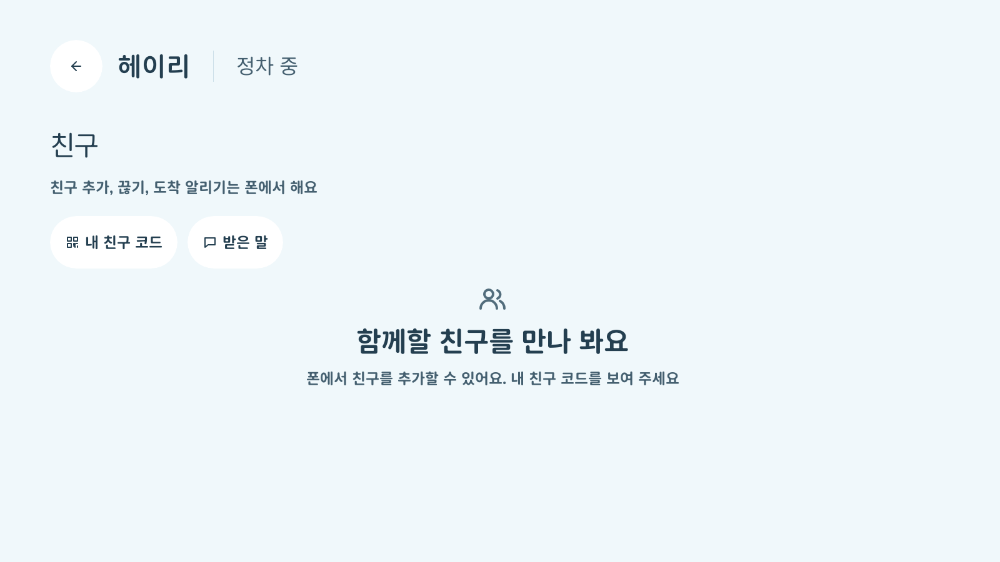 헤이리
정차 중
친구
친구 추가, 끊기, 도착 알리기는 폰에서 해요
내 친구 코드
받은 말
함께할 친구를 만나 봐요
폰에서 친구를 추가할 수 있어요. 내 친구 코드를 보여 주세요